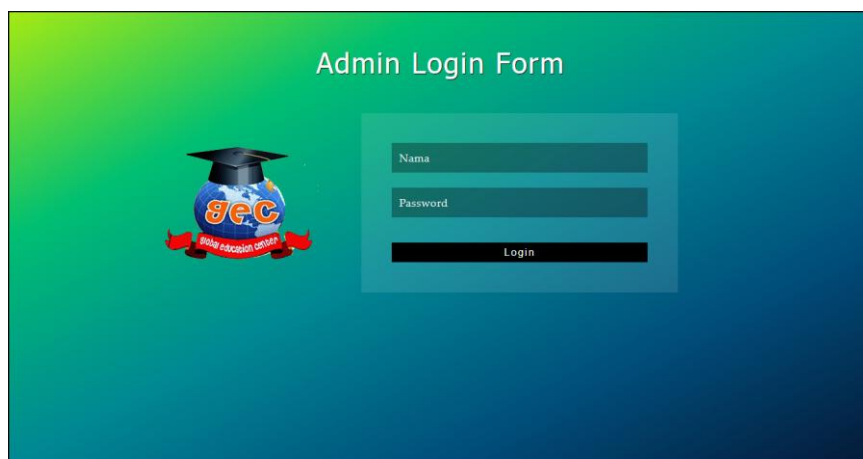 Admin Login Form
gec
global education center
Nama
Password
Login